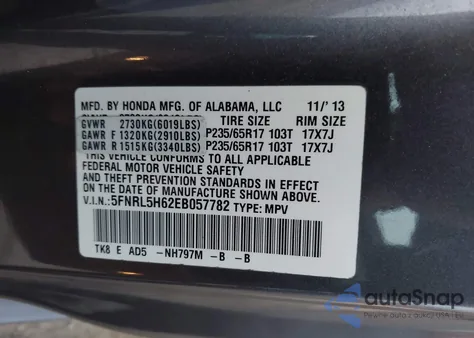 MFD. BY HONDA MFG. OF ALABAMA, LLC 11/'13
TIRE SIZE RIM SIZE
GVWR 2730KG(6019LBS)
GAWR F 1320KG(2910LBS) P235/65R17 103T 17X7J
GAWR R 1515KG(3340LBS) P235/65R17 103T 17X7J
THIS VEHICLE CONFORMS TO ALL APPLICABLE
FEDERAL MOTOR VEHICLE SAFETY STANDARDS IN EFFECT ON THE
DATE OF MANUFACTURE SHOWN ABOVE.
V.I.N.: 5FNRL5H62EB057782 TYPE: MPV
TK8 E AD5 -NH797M -B -B
autoSnap